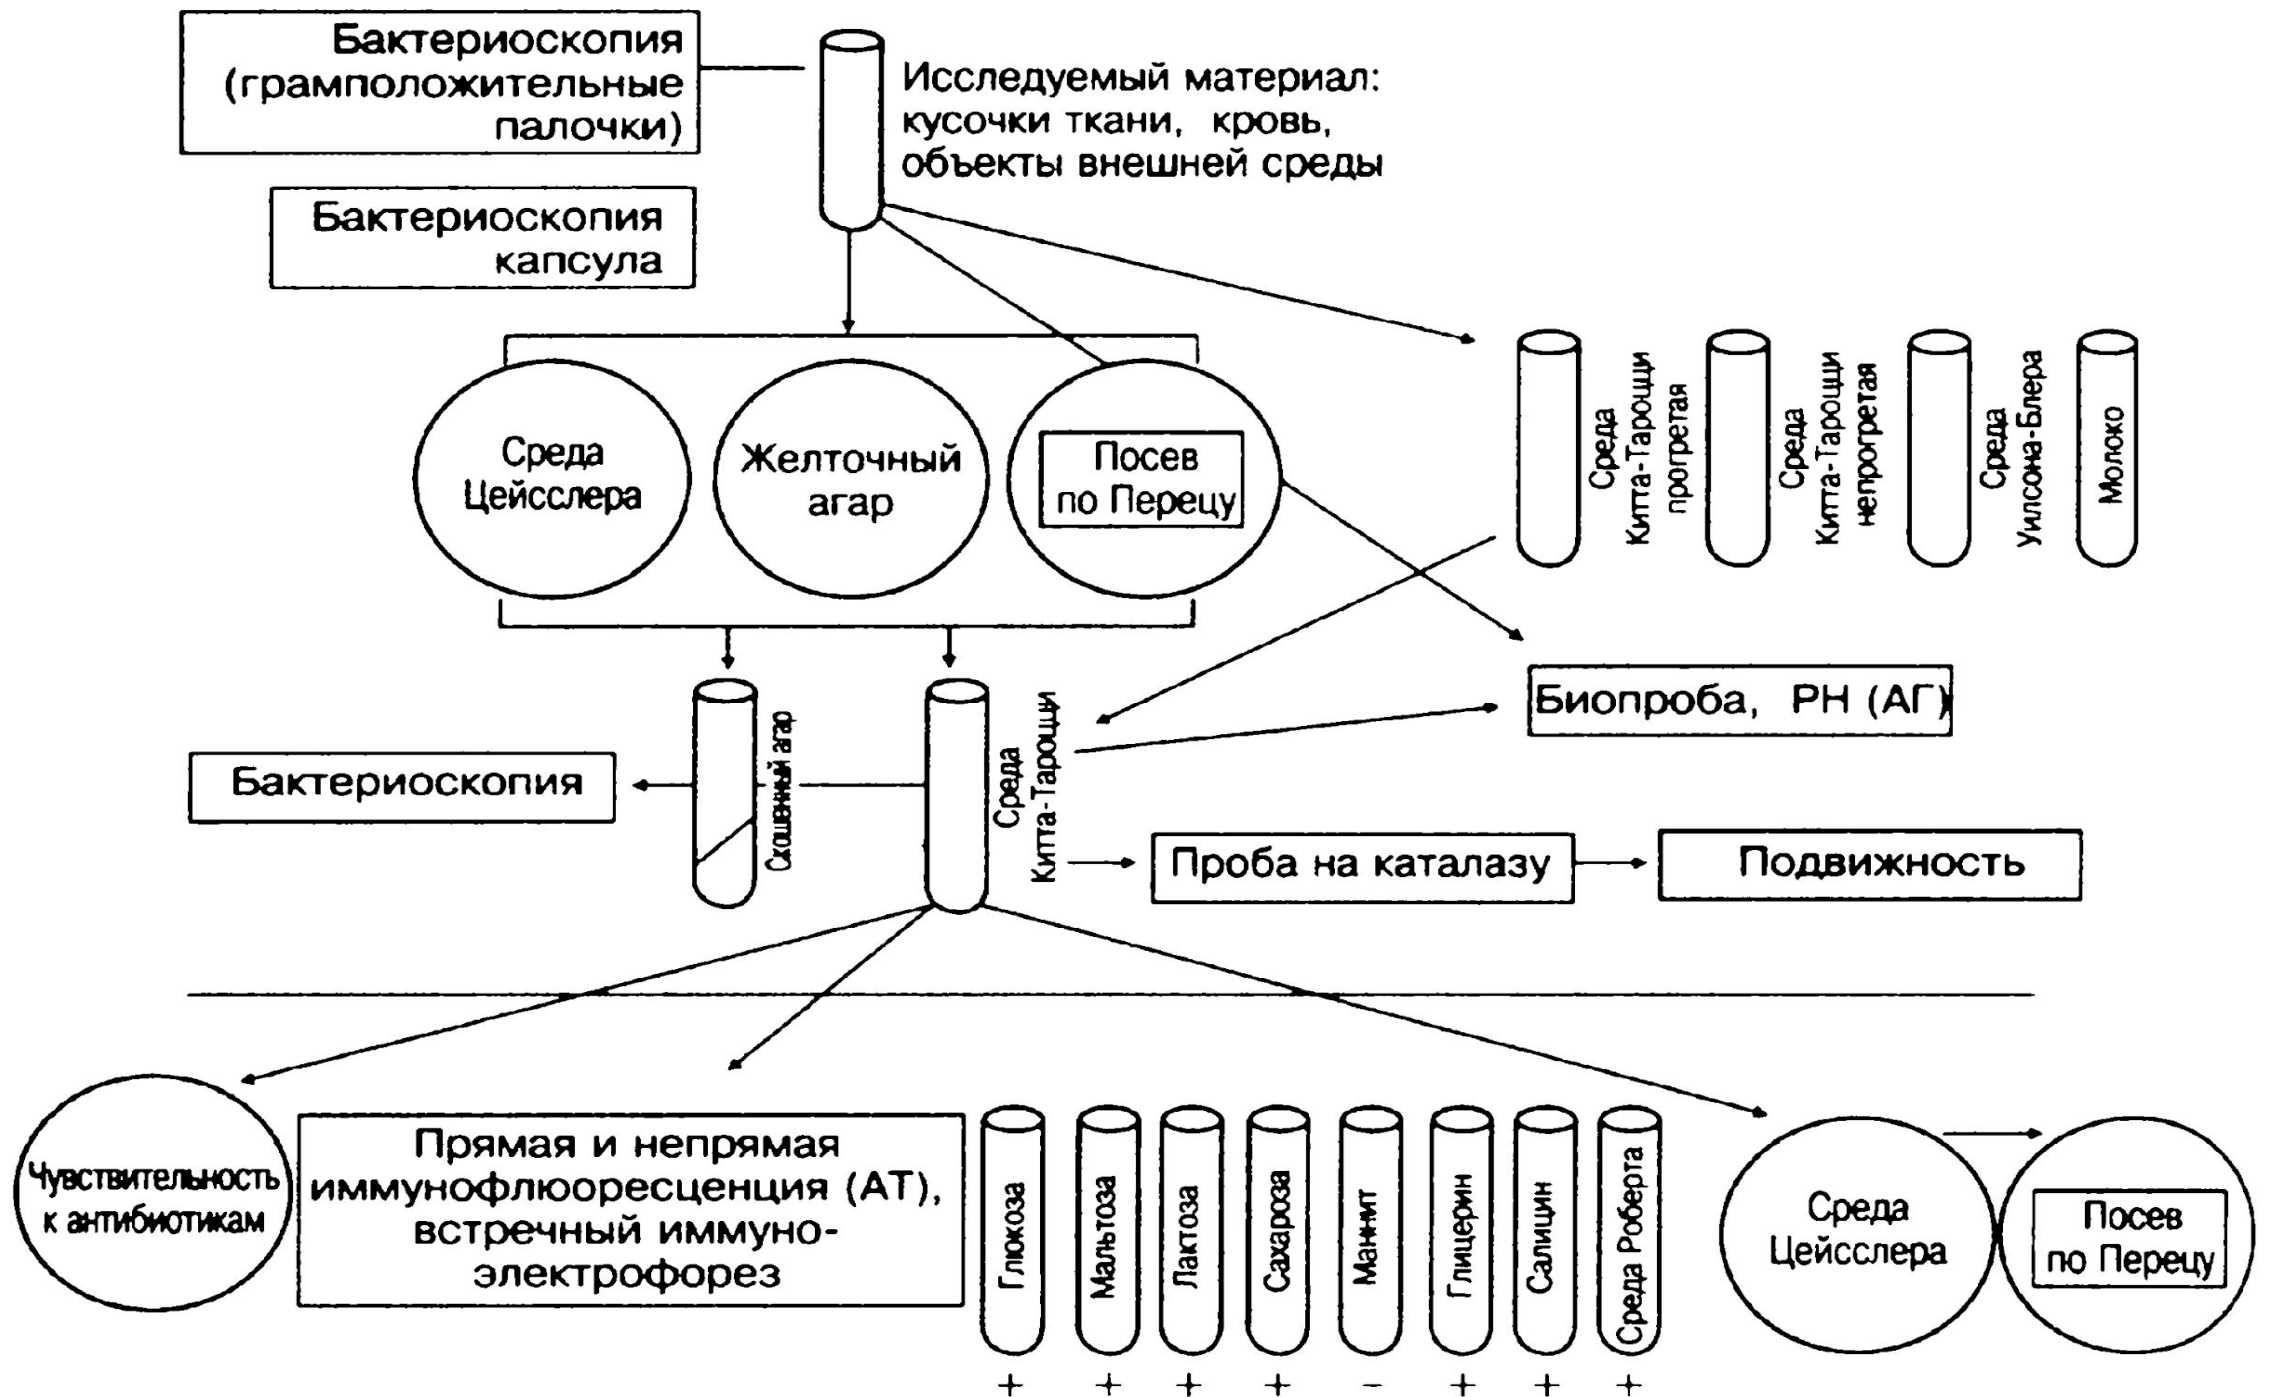 Бактериоскопия
(грамположительные
палочки)
Исследуемый материал:
кусочки ткани, кровь,
объекты внешней среды
Бактериоскопия
капсула
Среда
Цейсслера
Желточный
агар
Посев
по Перецу
Среда
Китта-Тароцци
прогретая
Среда
Китта-Тароцци
непрогретая
Среда
Уилсона-Блера
Молоко
Биопроба, РН (АГ)
Скошенный агар
Среда
Китта-Тароцци
Бактериоскопия
Проба на каталазу
Подвижность
Чувствительность
к антибиотикам
Прямая и непрямая
иммунофлюоресценция (АТ),
встречный иммуно-
электрофорез
Глюкоза
Мальтоза
Лактоза
Сахароза
Маннит
Глицерин
Салицин
Среда Роберта
+ + + + - + + +
Среда
Цейсслера
Посев
по Перецу